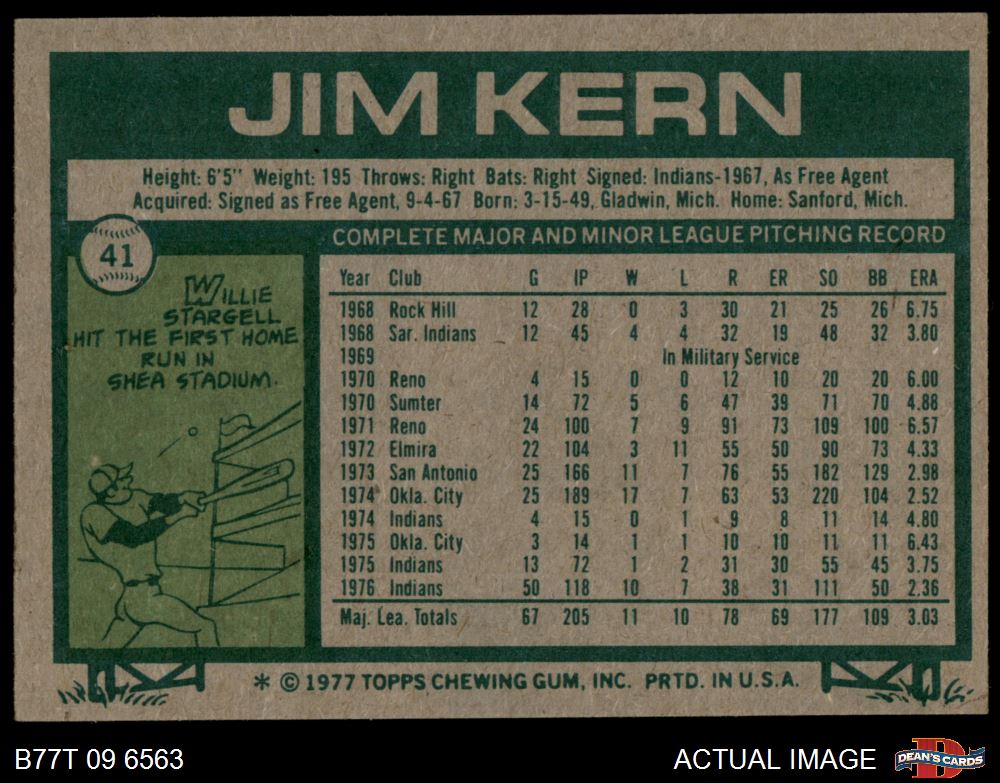 JIM KERN
Height: 6'5" Weight: 195 Throws: Right Bats: Right Signed: Indians-1967, As Free Agent
Acquired: Signed as Free Agent, 9-4-67 Born: 3-15-49, Gladwin, Mich. Home: Sanford, Mich.
41
WILLIE
STARGELL
HIT THE FIRST HOME
RUN IN
SHEA STADIUM.
COMPLETE MAJOR AND MINOR LEAGUE PITCHING RECORD
Year Club G IP W L R ER SO BB ERA
1968 Rock Hill 12 28 0 3 30 21 25 26 6.75
1968 Sar. Indians 12 45 4 4 32 19 48 32 3.80
1969 In Military Service
1970 Reno 4 15 0 0 12 10 20 20 6.00
1970 Sumter 14 72 5 6 47 39 71 70 4.88
1971 Reno 24 100 7 9 91 73 109 100 6.57
1972 Elmira 22 104 3 11 55 50 90 73 4.33
1973 San Antonio 25 166 11 7 76 55 182 129 2.98
1974 Okla. City 25 189 17 7 63 53 220 104 2.52
1974 Indians 4 15 0 1 9 8 11 14 4.80
1975 Okla. City 3 14 1 1 10 10 11 11 6.43
1975 Indians 13 72 1 2 31 30 55 45 3.75
1976 Indians 50 118 10 7 38 31 111 50 2.36
Maj. Lea. Totals 67 205 11 10 78 69 177 109 3.03
* © 1977 TOPPS CHEWING GUM, INC. PRTD. IN U.S.A.
B77T 09 6563
ACTUAL IMAGE
D
DEAN'S CARDS